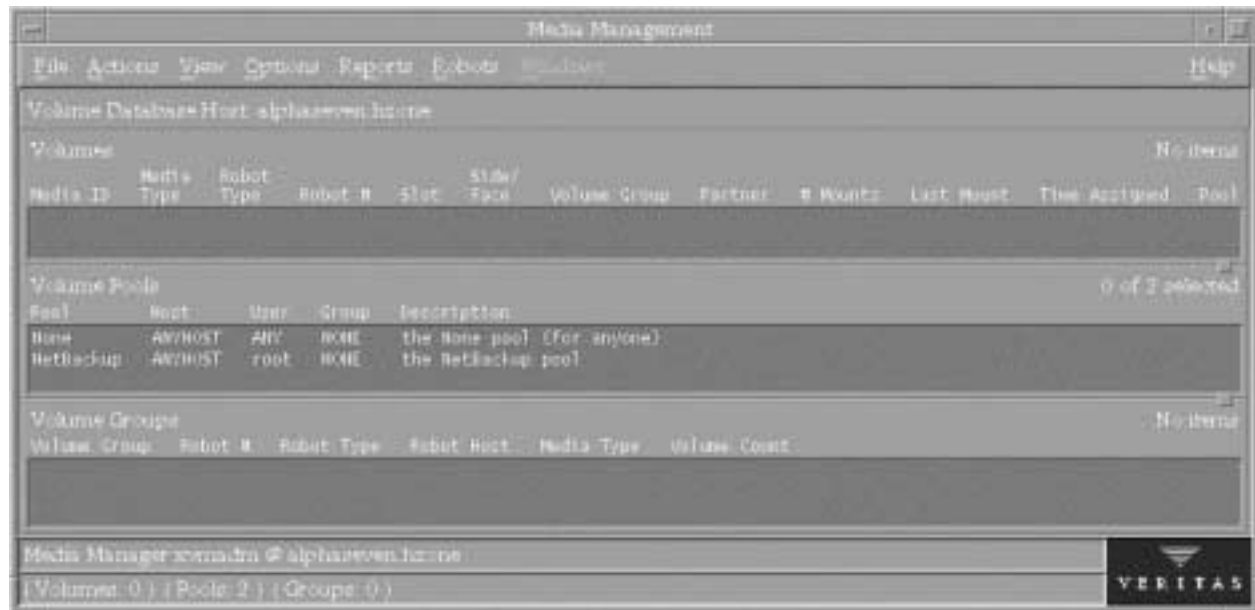 Media Management
File Actions View Options Reports Robots Windows Help
Volume Database Host: alphaseven.hzone
Volumes No items
Media ID Media Type Robot Type Robot # Slot Side/Face Volume Group Partner # Mounts Last Mount Time Assigned Pool
Volume Pools 0 of 2 selected
Pool Host User Group Description
None ANYHOST ANY NONE the None pool (for anyone)
NetBackup ANYHOST root NONE the NetBackup pool
Volume Groups No items
Volume Group Robot # Robot Type Robot Host Media Type Volume Count
Media Manager xvmadm @ alphaseven.hzone
( Volumes: 0 ) ( Pools: 2 ) ( Groups: 0 )
VERITAS